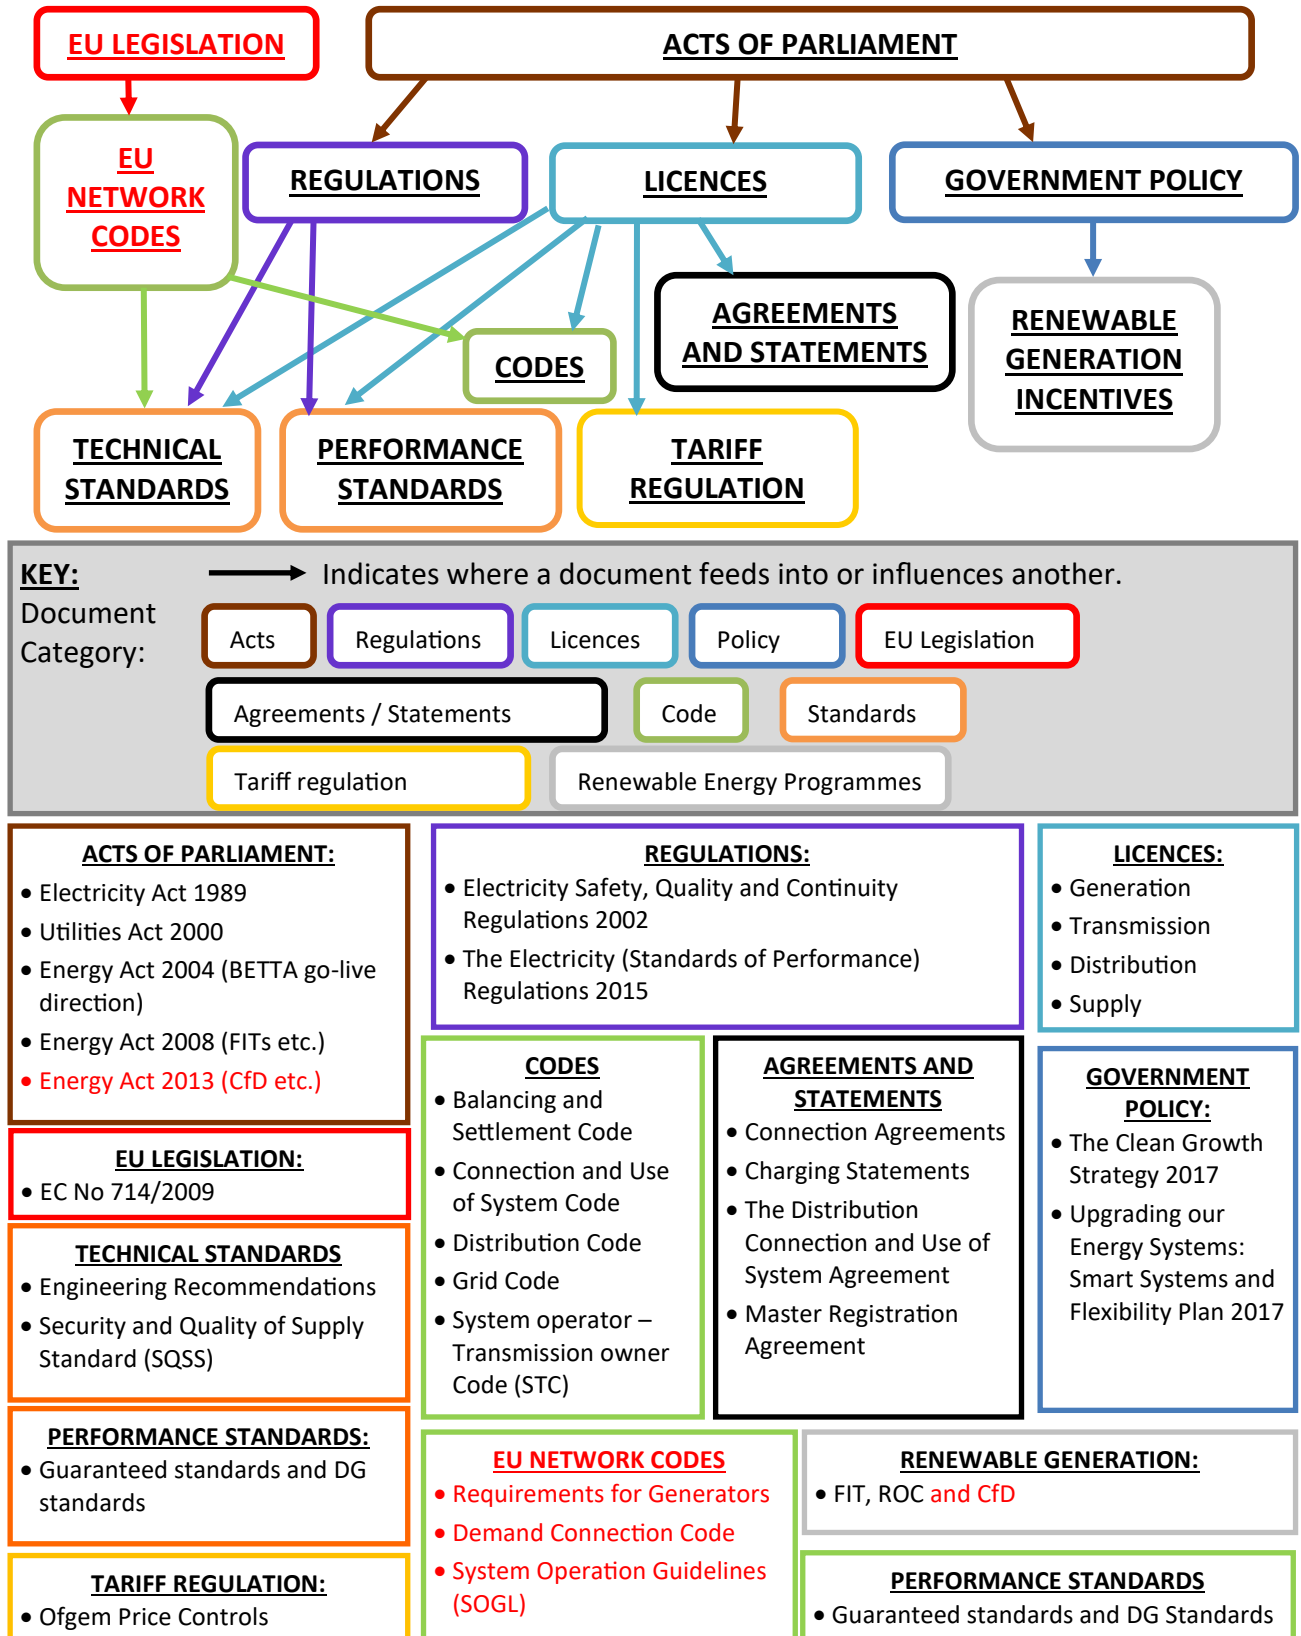 EU LEGISLATION
ACTS OF PARLIAMENT
EU
NETWORK
CODES
REGULATIONS
LICENCES
GOVERNMENT POLICY
AGREEMENTS
AND STATEMENTS
RENEWABLE
GENERATION
INCENTIVES
CODES
TECHNICAL
STANDARDS
PERFORMANCE
STANDARDS
TARIFF
REGULATION
KEY:
Indicates where a document feeds into or influences another.
Document
Category:
Acts
Regulations
Licences
Policy
EU Legislation
Agreements / Statements
Code
Standards
Tariff regulation
Renewable Energy Programmes
ACTS OF PARLIAMENT:
• Electricity Act 1989
• Utilities Act 2000
• Energy Act 2004 (BETTA go-live
direction)
• Energy Act 2008 (FITs etc.)
• Energy Act 2013 (CfD etc.)
REGULATIONS:
• Electricity Safety, Quality and Continuity
Regulations 2002
• The Electricity (Standards of Performance)
Regulations 2015
LICENCES:
• Generation
• Transmission
• Distribution
• Supply
EU LEGISLATION:
• EC No 714/2009
CODES
• Balancing and
Settlement Code
• Connection and Use
of System Code
• Distribution Code
• Grid Code
• System operator –
Transmission owner
Code (STC)
AGREEMENTS AND
STATEMENTS
• Connection Agreements
• Charging Statements
• The Distribution
Connection and Use of
System Agreement
• Master Registration
Agreement
GOVERNMENT
POLICY:
• The Clean Growth
Strategy 2017
• Upgrading our
Energy Systems:
Smart Systems and
Flexibility Plan 2017
TECHNICAL STANDARDS
• Engineering Recommendations
• Security and Quality of Supply
Standard (SQSS)
PERFORMANCE STANDARDS:
• Guaranteed standards and DG
standards
EU NETWORK CODES
• Requirements for Generators
• Demand Connection Code
• System Operation Guidelines
(SOGL)
RENEWABLE GENERATION:
• FIT, ROC and CfD
TARIFF REGULATION:
• Ofgem Price Controls
PERFORMANCE STANDARDS
• Guaranteed standards and DG Standards